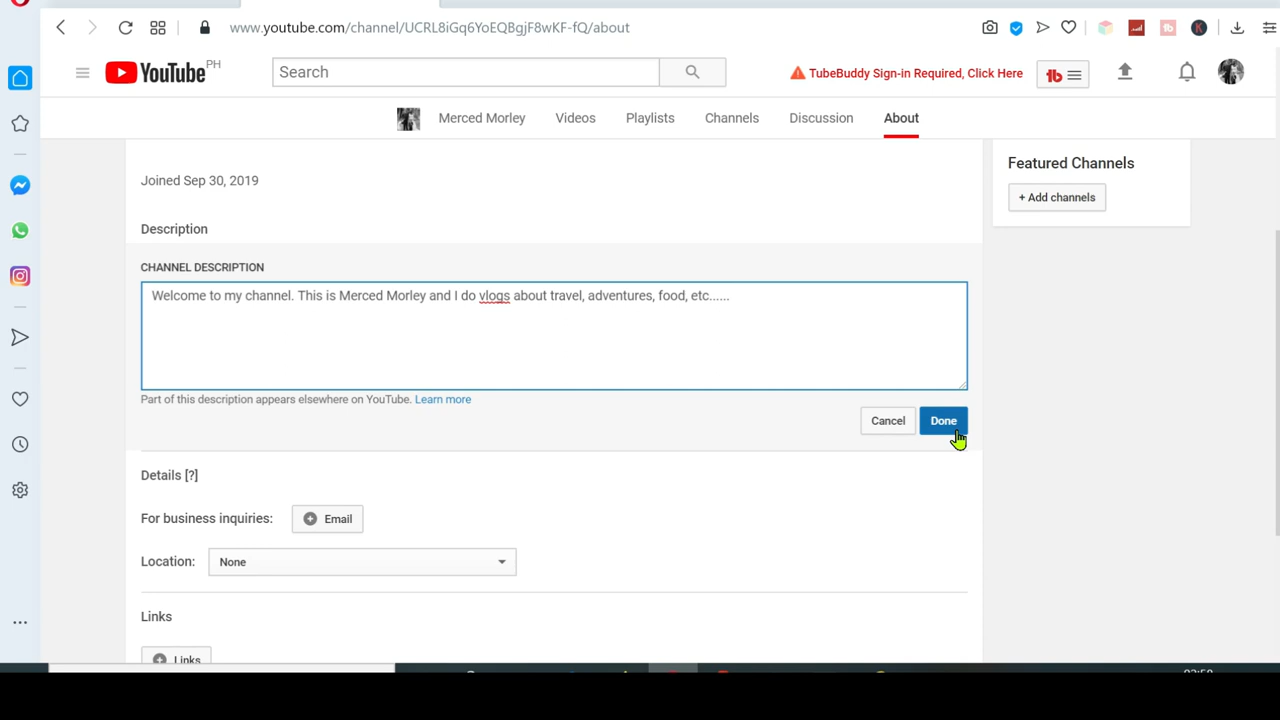 www.youtube.com/channel/UCRL8iGq6YoEQBgjF8wKF-fQ/about
YouTube PH
Search
TubeBuddy Sign-in Required, Click Here
tb
Merced Morley
Videos
Playlists
Channels
Discussion
About
Joined Sep 30, 2019
Featured Channels
+ Add channels
Description
CHANNEL DESCRIPTION
Welcome to my channel. This is Merced Morley and I do vlogs about travel, adventures, food, etc......
Part of this description appears elsewhere on YouTube. Learn more
Cancel
Done
Details [?]
For business inquiries:
Email
Location:
None
Links
Links